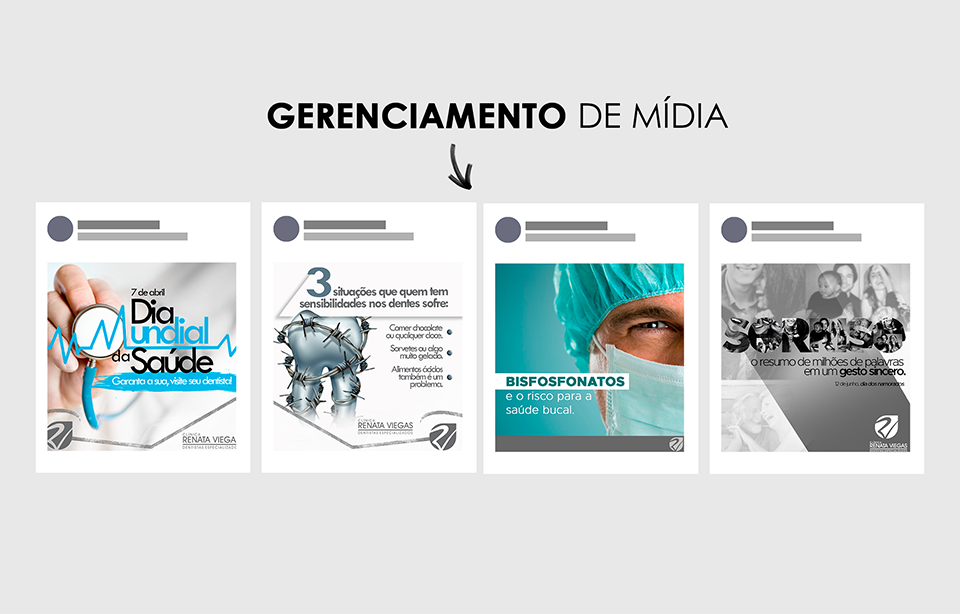 GERENCIAMENTO DE MÍDIA
7 de abril
Dia
Mundial
da Saúde
Garanta a sua, visite seu dentista!
CLÍNICA
RENATA VIEGA
DENTISTAS ESPECIALIZADOS
3 situações que quem tem
sensibilidades nos dentes sofre:
Comer chocolate
ou qualquer doce.
Sorvetes ou algo
muito gelado.
Alimentos ácidos
também é um
problema.
CLÍNICA
RENATA VIEGAS
DENTISTAS ESPECIALIZADOS
BISFOSFONATOS
e o risco para a
saúde bucal.
SORRISO
o resumo de milhões de palavras
em um gesto sincero.
12 de junho, dia dos namorados
RENATA VIEGAS